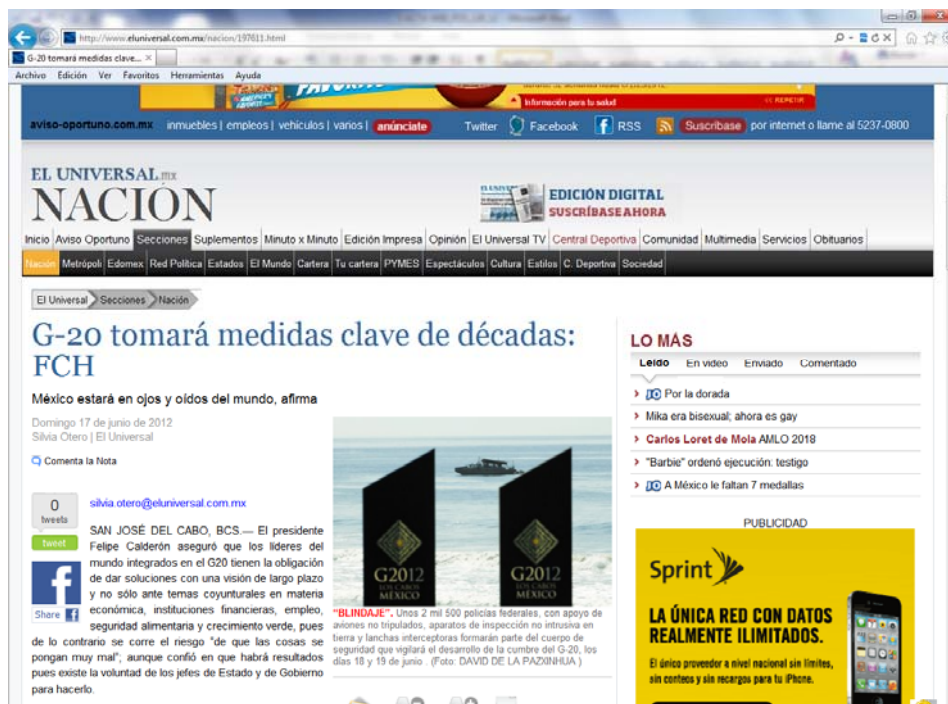 http://www.eluniversal.com.mx/nacion/197611.html
G-20 tomará medidas clave...
Archivo Edición Ver Favoritos Herramientas Ayuda
Información para tu salud
<< REPETIR
aviso-oportuno.com.mx inmuebles | empleos | vehículos | varios | anúnciate Twitter Facebook RSS Suscríbase por internet o llame al 5237-0800
EL UNIVERSAL.mx
NACIÓN
EDICIÓN DIGITAL
SUSCRÍBASE AHORA
Inicio Aviso Oportuno Secciones Suplementos Minuto x Minuto Edición Impresa Opinión El Universal TV Central Deportiva Comunidad Multimedia Servicios Obituarios
Nación Metrópoli Edomex Red Política Estados El Mundo Cartera Tu cartera PYMES Espectáculos Cultura Estilos C. Deportiva Sociedad
El Universal Secciones Nación
G-20 tomará medidas clave de décadas:
FCH
México estará en ojos y oídos del mundo, afirma
Domingo 17 de junio de 2012
Silvia Otero | El Universal
Comenta la Nota
0
tweets
tweet
Share
silvia.otero@eluniversal.com.mx
SAN JOSÉ DEL CABO, BCS.— El presidente
Felipe Calderón aseguró que los líderes del
mundo integrados en el G20 tienen la obligación
de dar soluciones con una visión de largo plazo
y no sólo ante temas coyunturales en materia
económica, instituciones financieras, empleo,
seguridad alimentaria y crecimiento verde, pues
de lo contrario se corre el riesgo "de que las cosas se
pongan muy mal"; aunque confió en que habrá resultados
pues existe la voluntad de los jefes de Estado y de Gobierno
para hacerlo.
G2012
LOS CABOS
MÉXICO
G2012
LOS CABOS
MÉXICO
"BLINDAJE". Unos 2 mil 500 policías federales, con apoyo de
aviones no tripulados, aparatos de inspección no intrusiva en
tierra y lanchas interceptoras formarán parte del cuerpo de
seguridad que vigilará el desarrollo de la cumbre del G-20, los
días 18 y 19 de junio . (Foto: DAVID DE LA PAZXINHUA )
LO MÁS
Leído En video Enviado Comentado
Por la dorada
Mika era bisexual; ahora es gay
Carlos Loret de Mola AMLO 2018
"Barbie" ordenó ejecución: testigo
A México le faltan 7 medallas
PUBLICIDAD
Sprint
LA ÚNICA RED CON DATOS
REALMENTE ILIMITADOS.
El único proveedor a nivel nacional sin límites,
sin conteos y sin recargos para tu iPhone.